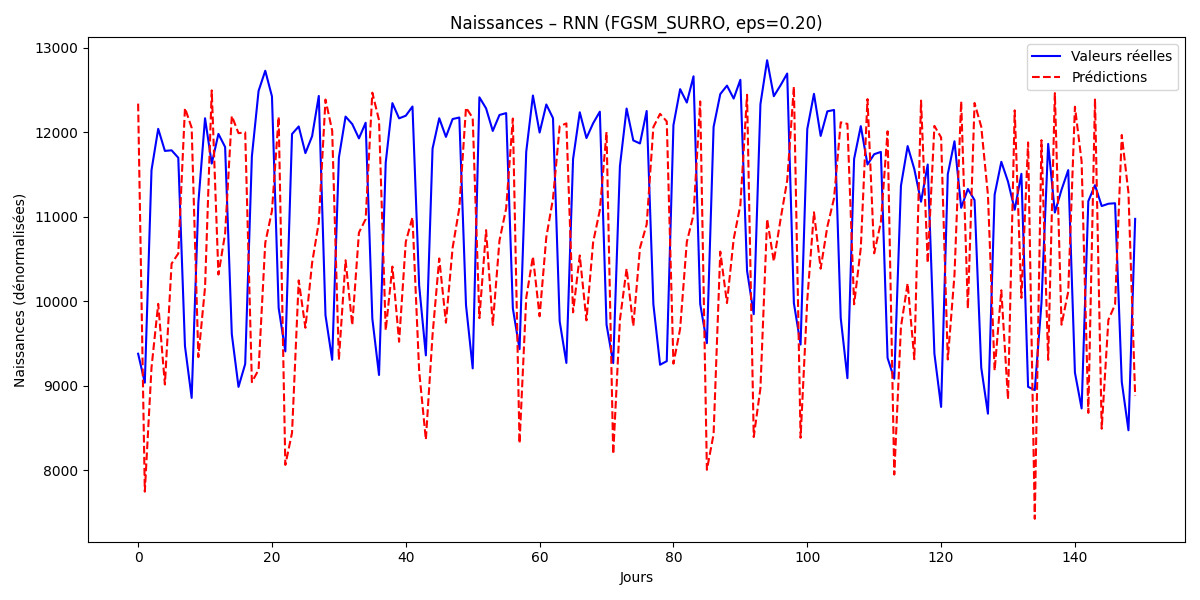 Naissances – RNN (FGSM_SURRO, eps=0.20)
Valeurs réelles
Prédictions
Naissances (dénormalisées)
13000
12000
11000
10000
9000
8000
0 20 40 60 80 100 120 140
Jours